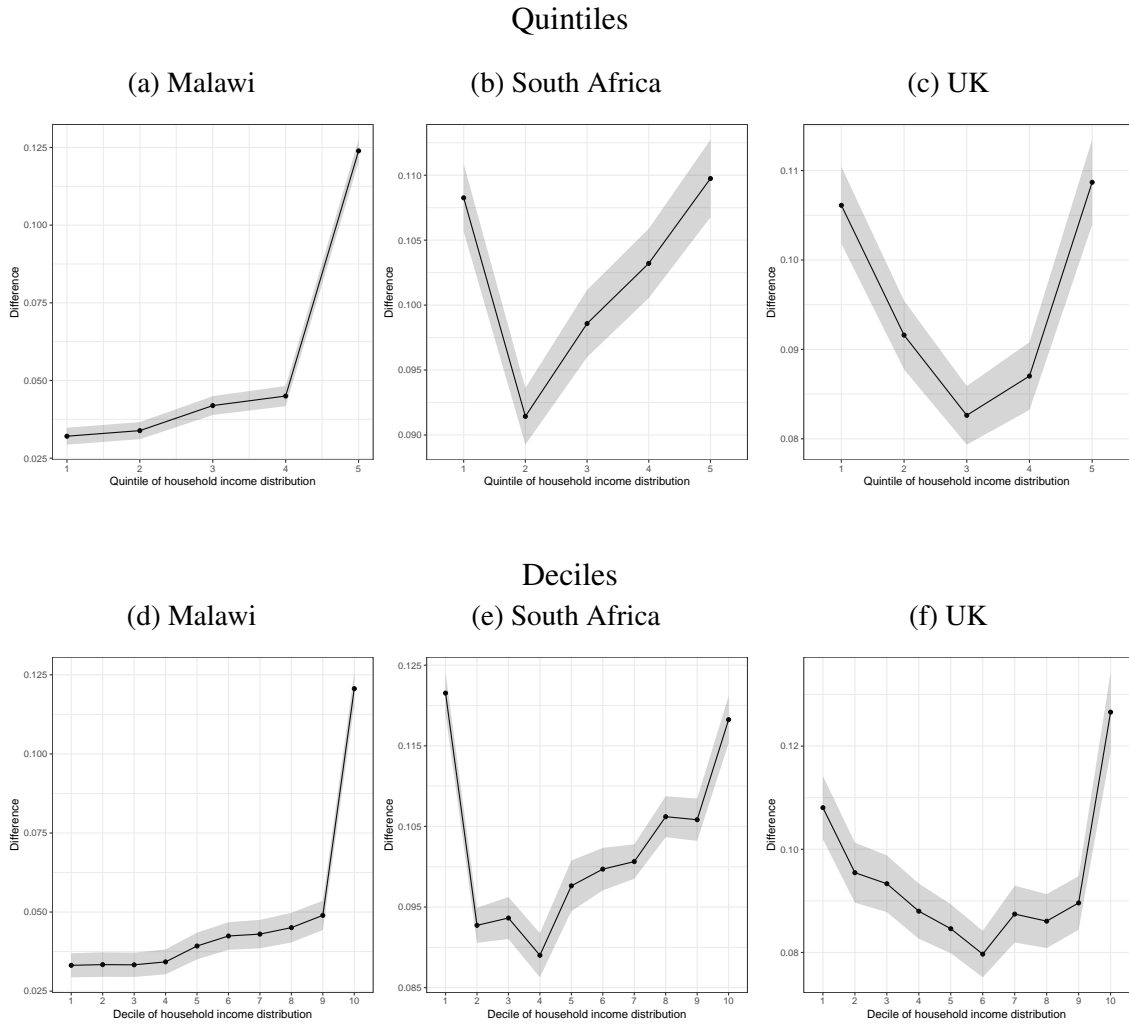 Quintiles
(a) Malawi
(b) South Africa
(c) UK
Difference
0.125
0.100
0.075
0.050
0.025
1 2 3 4 5
Quintile of household income distribution
Difference
0.110
0.105
0.100
0.095
0.090
1 2 3 4 5
Quintile of household income distribution
Difference
0.11
0.10
0.09
0.08
1 2 3 4 5
Quintile of household income distribution
Deciles
(d) Malawi
(e) South Africa
(f) UK
Difference
0.125
0.100
0.075
0.050
0.025
1 2 3 4 5 6 7 8 9 10
Decile of household income distribution
Difference
0.125
0.115
0.105
0.095
0.085
1 2 3 4 5 6 7 8 9 10
Decile of household income distribution
Difference
0.12
0.10
0.08
1 2 3 4 5 6 7 8 9 10
Decile of household income distribution